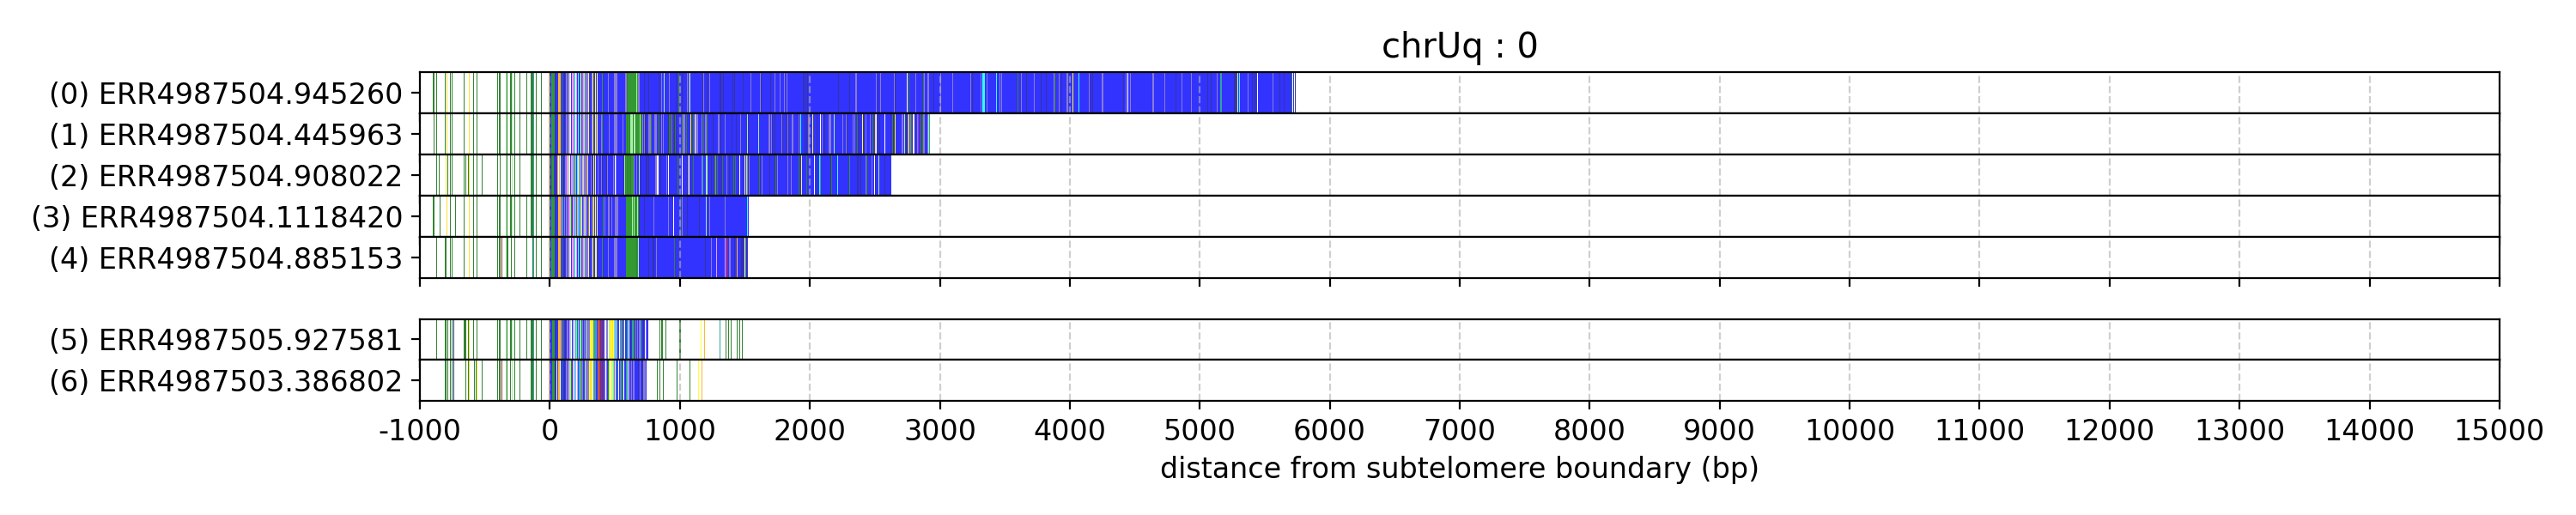 chrUq : 0
(0) ERR4987504.945260
(1) ERR4987504.445963
(2) ERR4987504.908022
(3) ERR4987504.1118420
(4) ERR4987504.885153
(5) ERR4987505.927581
(6) ERR4987503.386802
-1000 0 1000 2000 3000 4000 5000 6000 7000 8000 9000 10000 11000 12000 13000 14000 15000
distance from subtelomere boundary (bp)